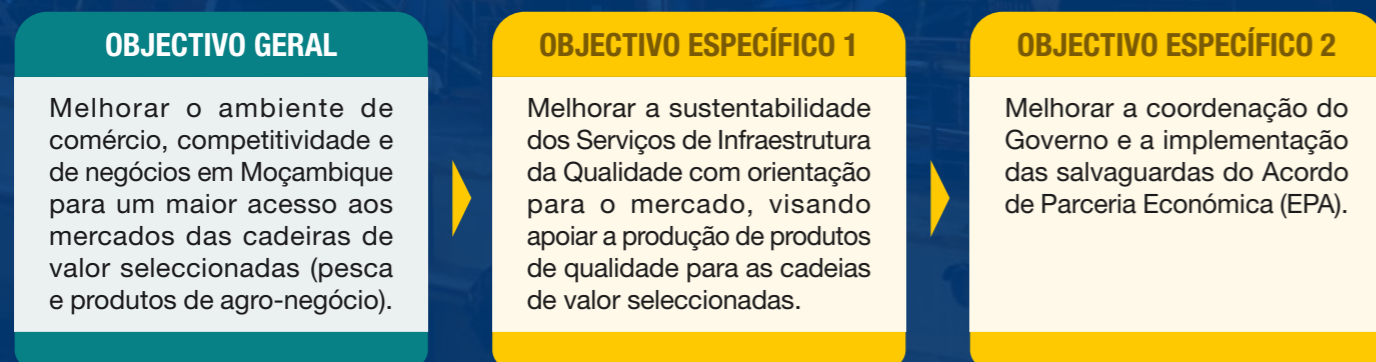 OBJECTIVO GERAL
Melhorar o ambiente de
comércio, competitividade e
de negócios em Moçambique
para um maior acesso aos
mercados das cadeiras de
valor seleccionadas (pesca
e produtos de agro-negócio).
OBJECTIVO ESPECÍFICO 1
Melhorar a sustentabilidade
dos Serviços de Infraestrutura
da Qualidade com orientação
para o mercado, visando
apoiar a produção de produtos
de qualidade para as cadeias
de valor seleccionadas.
OBJECTIVO ESPECÍFICO 2
Melhorar a coordenação do
Governo e a implementação
das salvaguardas do Acordo
de Parceria Económica (EPA).